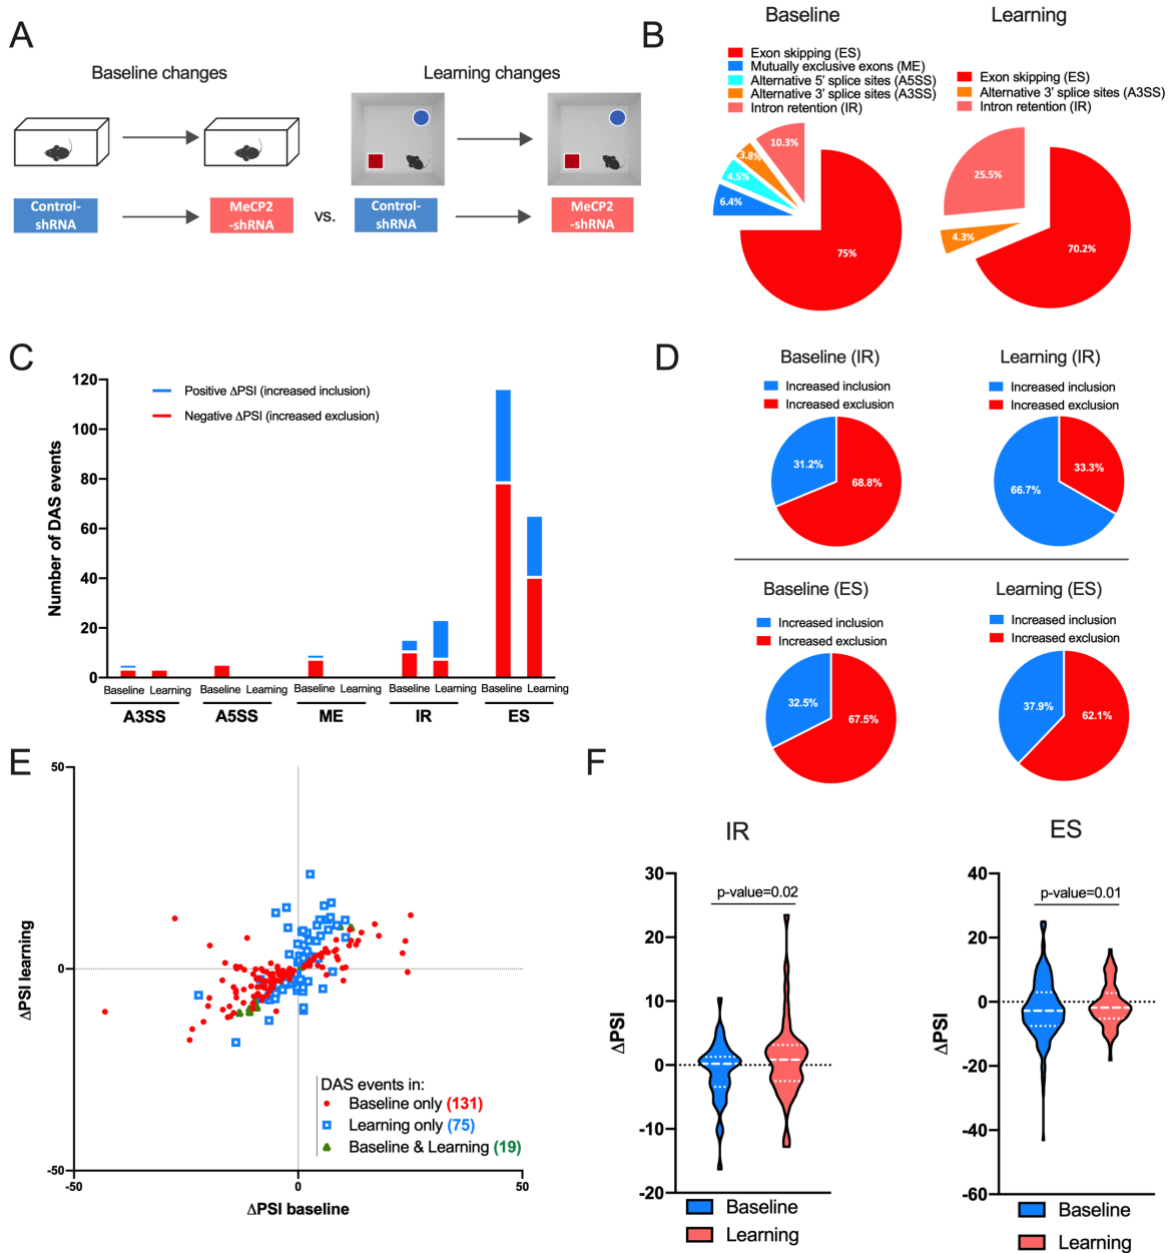 A
Baseline changes
Learning changes
Control-
shRNA
MeCP2
-shRNA
vs.
Control-
shRNA
MeCP2
-shRNA
B
Baseline
Exon skipping (ES)
Mutually exclusive exons (ME)
Alternative 5' splice sites (A5SS)
Alternative 3' splice sites (A3SS)
Intron retention (IR)
10.3%
3.8%
4.5%
6.4%
75%
Learning
Exon skipping (ES)
Alternative 3' splice sites (A3SS)
Intron retention (IR)
25.5%
4.3%
70.2%
C
Number of DAS events
120
100
80
60
40
20
0
Positive ΔPSI (increased inclusion)
Negative ΔPSI (increased exclusion)
Baseline Learning Baseline Learning Baseline Learning Baseline Learning Baseline Learning
A3SS A5SS ME IR ES
D
Baseline (IR)
Increased inclusion
Increased exclusion
31.2%
68.8%
Learning (IR)
Increased inclusion
Increased exclusion
33.3%
66.7%
Baseline (ES)
Increased inclusion
Increased exclusion
32.5%
67.5%
Learning (ES)
Increased inclusion
Increased exclusion
37.9%
62.1%
E
ΔPSI learning
50
0
-50
DAS events in:
Baseline only (131)
Learning only (75)
Baseline & Learning (19)
-50 0 50
ΔPSI baseline
F
IR
p-value=0.02
ΔPSI
30
20
10
0
-10
-20
Baseline
Learning
ES
p-value=0.01
ΔPSI
40
20
0
-20
-40
-60
Baseline
Learning